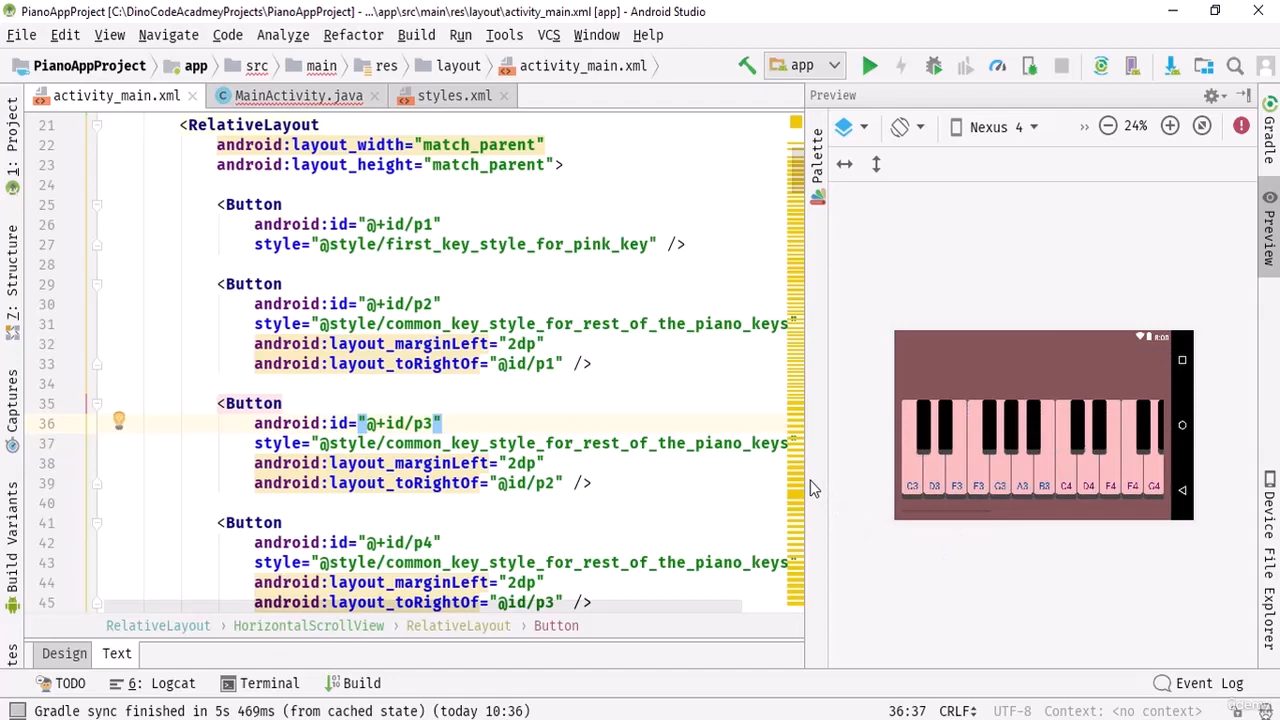 PianoAppProject [C:\DinoCodeAcadmeyProjects\PianoAppProject] - ...\app\src\main\res\layout\activity_main.xml [app] - Android Studio
File Edit View Navigate Code Analyze Refactor Build Run Tools VCS Window Help
PianoAppProject app src main res layout activity_main.xml app
activity_main.xml MainActivity.java styles.xml Preview
Nexus 4 24%
21 <RelativeLayout
22 android:layout_width="match_parent"
23 android:layout_height="match_parent">
24
25 <Button
26 android:id="@+id/p1"
27 style="@style/first_key_style_for_pink_key" />
28
29 <Button
30 android:id="@+id/p2"
31 style="@style/common_key_style_for_rest_of_the_piano_keys"
32 android:layout_marginLeft="2dp"
33 android:layout_toRightOf="@id/p1" />
34
35 <Button
36 android:id="@+id/p3"
37 style="@style/common_key_style_for_rest_of_the_piano_keys"
38 android:layout_marginLeft="2dp"
39 android:layout_toRightOf="@id/p2" />
40
41 <Button
42 android:id="@+id/p4"
43 style="@style/common_key_style_for_rest_of_the_piano_keys"
44 android:layout_marginLeft="2dp"
45 android:layout_toRightOf="@id/p3" />
RelativeLayout › HorizontalScrollView › RelativeLayout › Button
Design Text
TODO 6: Logcat Terminal Build Event Log
Gradle sync finished in 5s 469ms (from cached state) (today 10:36) 36:37 CRLF UTF-8 Context: <no context>
1: Project
Z: Structure
Captures
Build Variants
Palette
C3 D3 E3 F3 G3 A3 B3 C4 D4 E4 F4 G4
Gradle
Preview
Device File Explorer